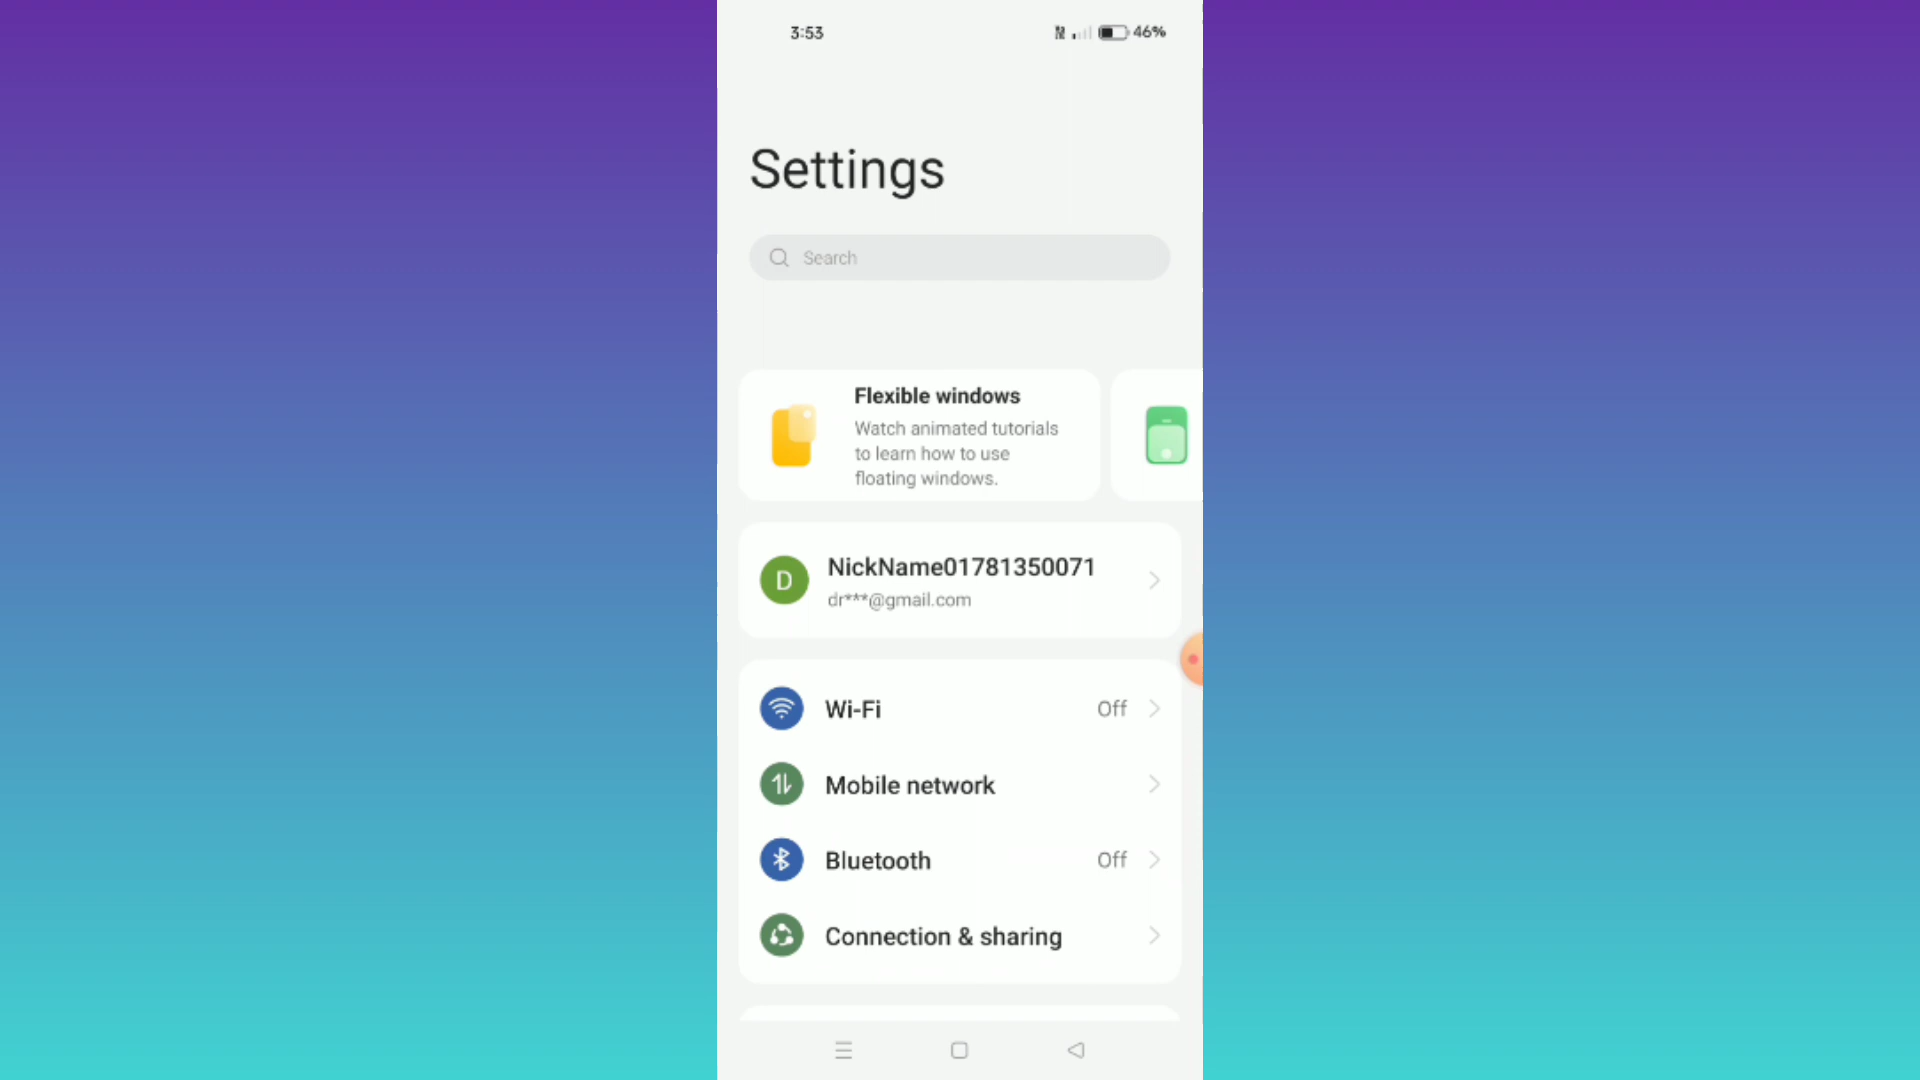 3:53
46%
Settings
Search
Flexible windows
Watch animated tutorials
to learn how to use
floating windows.
D
NickName01781350071
dr***@gmail.com
Wi-Fi
Off
Mobile network
Bluetooth
Off
Connection & sharing